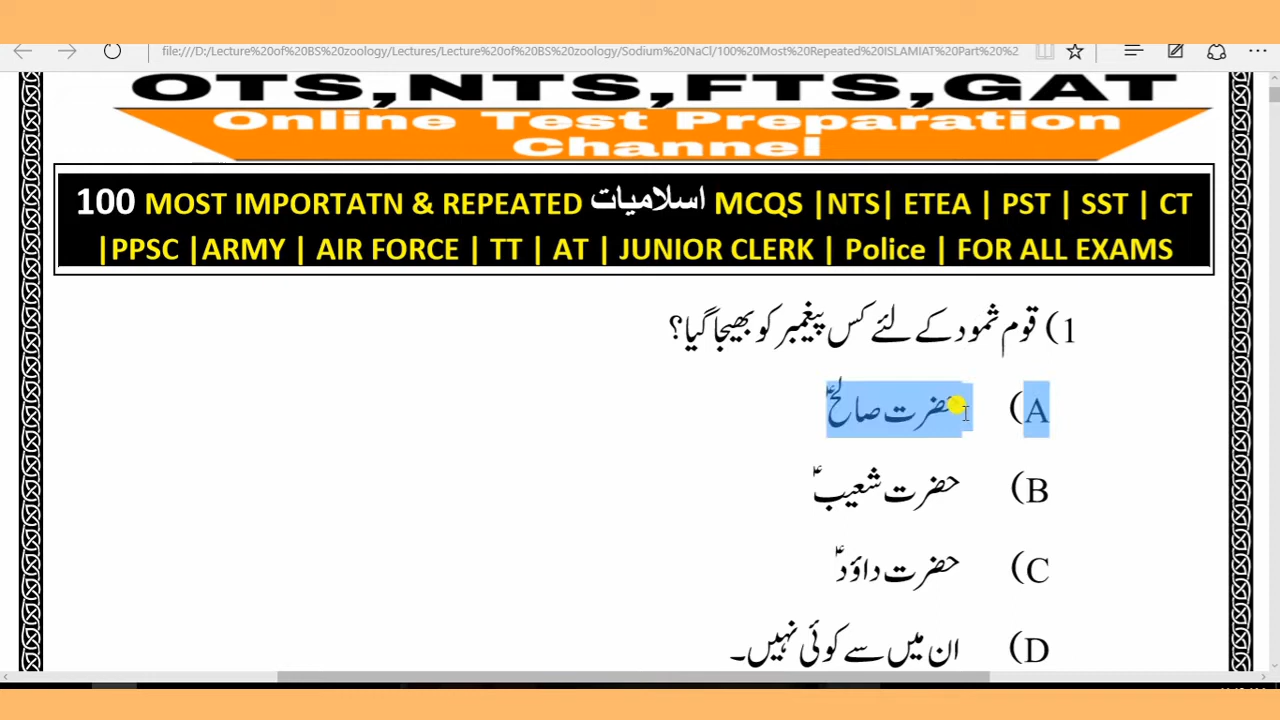 file:///D:/Lecture%20of%20BS%20zoology/Lectures/Lecture%20of%20BS%20zoology/Sodium%20NaCl/100%20Most%20Repeated%20ISLAMIAT%20Part%20%2
OTS,NTS,FTS,GAT
Online Test Preparation
Channel
100 MOST IMPORTATN & REPEATED اسلامیات MCQS |NTS| ETEA | PST | SST | CT
|PPSC |ARMY | AIR FORCE | TT | AT | JUNIOR CLERK | Police | FOR ALL EXAMS
1) قوم ثمود کے لئے کس پیغمبر کو بھیجا گیا؟
A) حضرت صالحؑ
B) حضرت شعیبؑ
C) حضرت داؤدؑ
D) ان میں سے کوئی نہیں۔